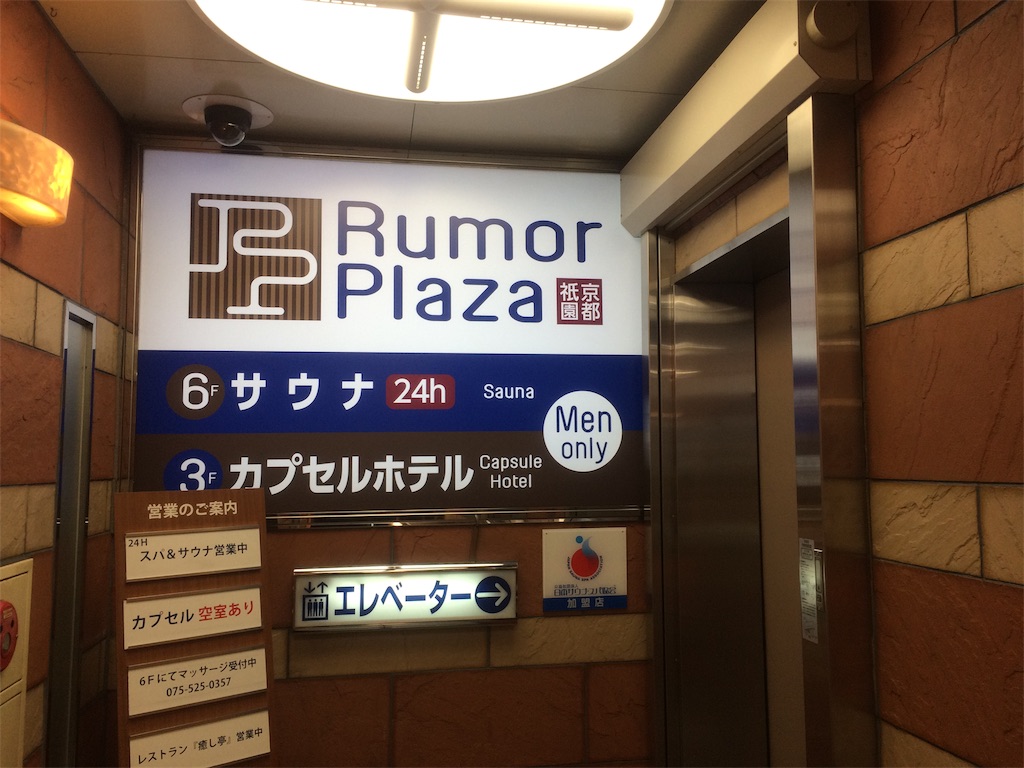 Rumor
Plaza
京都
祇園
6F サウナ 24h Sauna
Men
only
3F カプセルホテル Capsule
Hotel
営業のご案内
24H
スパ&サウナ営業中
カプセル 空室あり
6Fにてマッサージ受付中
075-525-0357
レストラン『癒し亭』営業中
エレベーター
加盟店